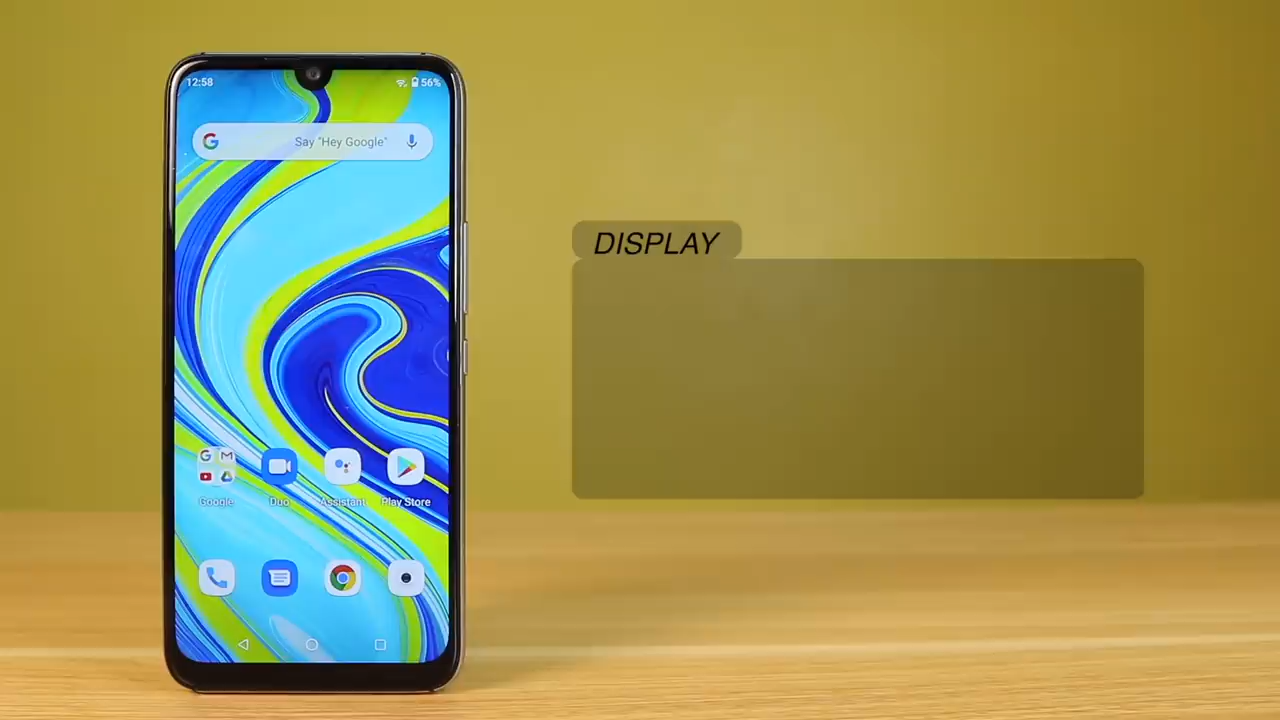 12:58
56%
Say "Hey Google"
DISPLAY
Google
Duo
Assistant
Play Store